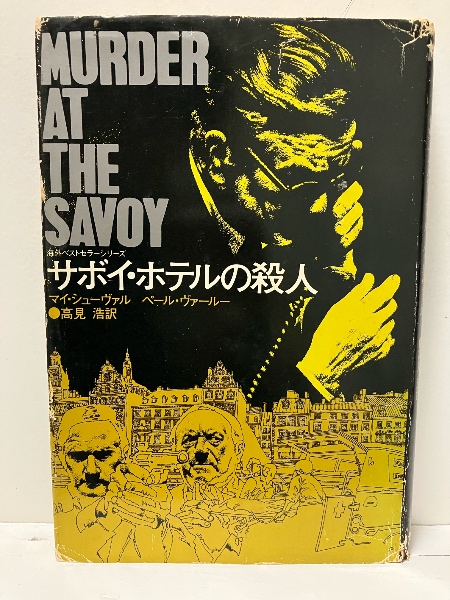 MURDER
AT
THE
SAVOY
海外ベストセラーシリーズ
サボイ・ホテルの殺人
マイ・シューヴァル ペール・ヴァールー
●高見 浩訳